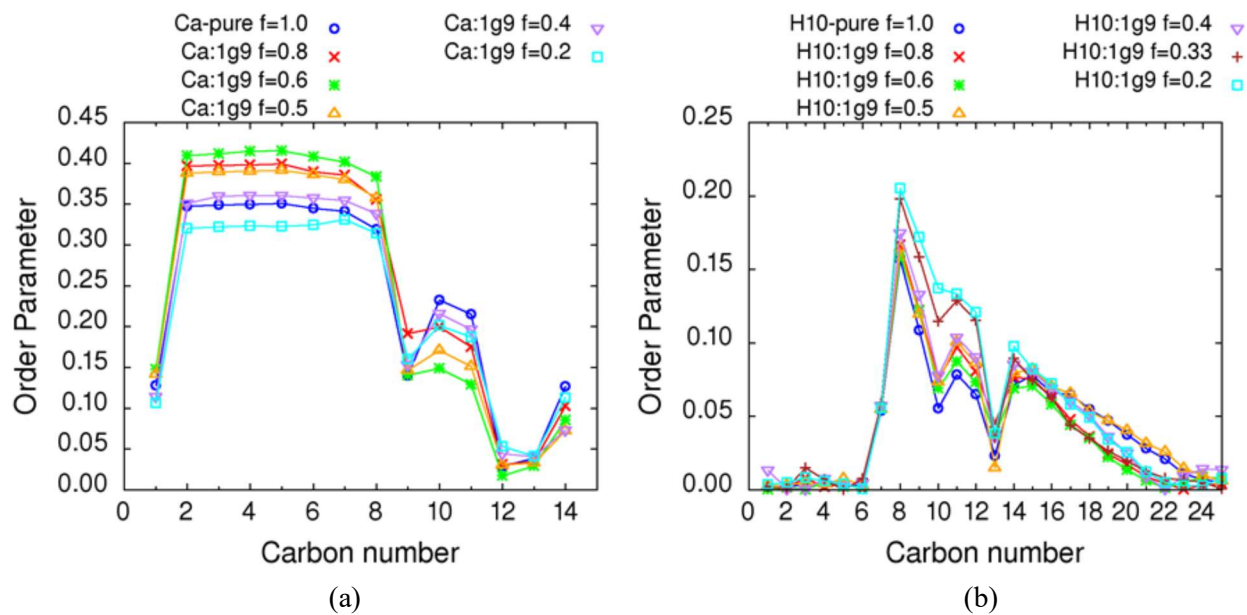 Ca-pure f=1.0
Ca:1g9 f=0.8
Ca:1g9 f=0.6
Ca:1g9 f=0.5
Ca:1g9 f=0.4
Ca:1g9 f=0.2
0.45
0.40
0.35
0.30
0.25
0.20
0.15
0.10
0.05
0.00
Order Parameter
0 2 4 6 8 10 12 14
Carbon number
(a)
H10-pure f=1.0
H10:1g9 f=0.8
H10:1g9 f=0.6
H10:1g9 f=0.5
H10:1g9 f=0.4
H10:1g9 f=0.33
H10:1g9 f=0.2
0.25
0.20
0.15
0.10
0.05
0.00
Order Parameter
0 2 4 6 8 10 12 14 16 18 20 22 24
Carbon number
(b)